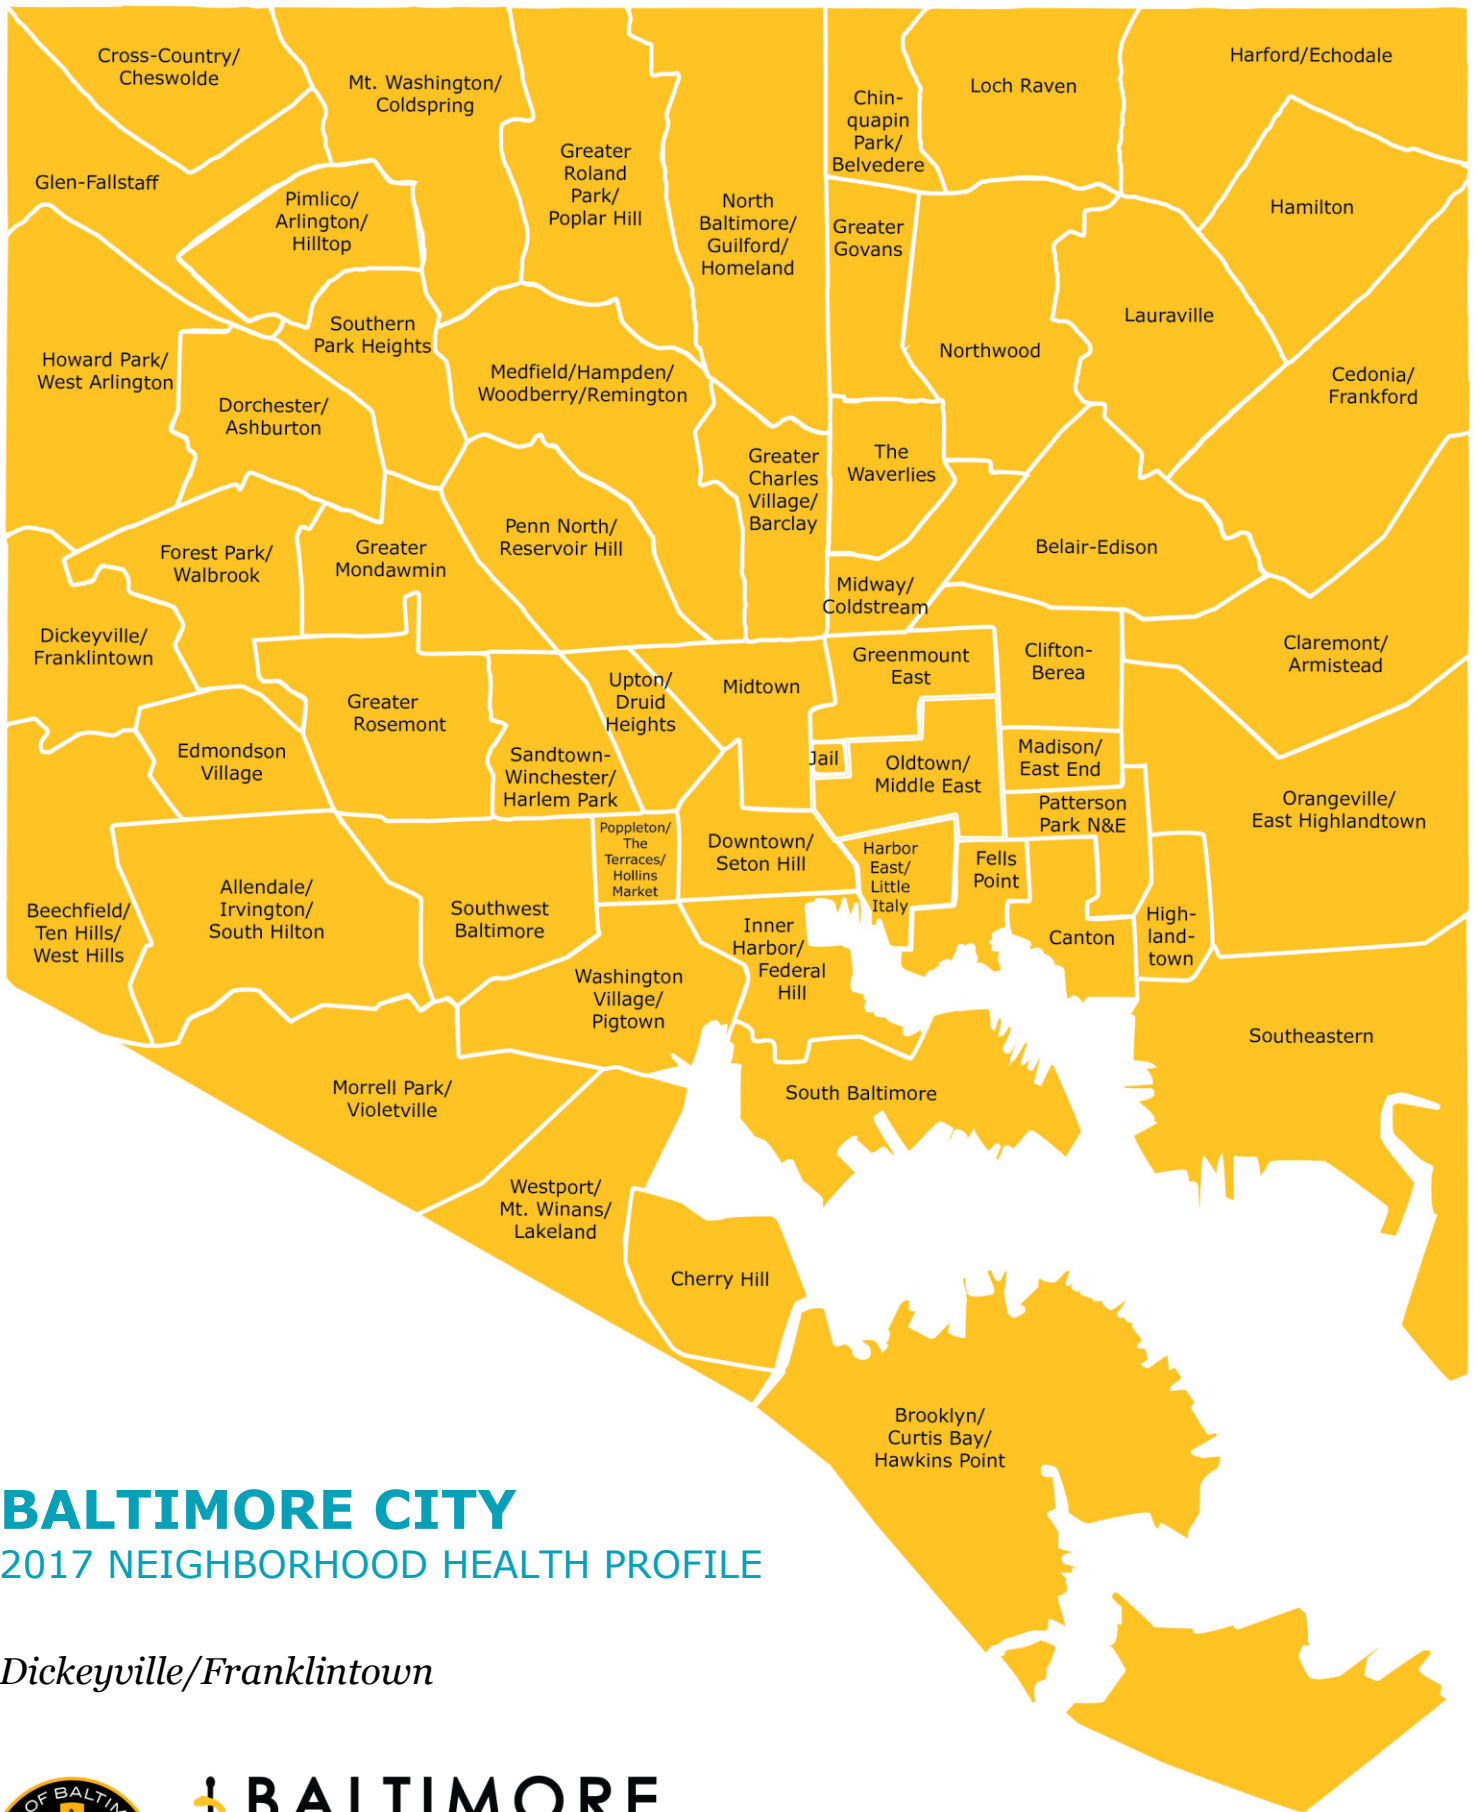 Cross-Country/
Cheswolde
Mt. Washington/
Coldspring
Greater
Roland
Park/
Poplar Hill
North
Baltimore/
Guilford/
Homeland
Chin-
quapin
Park/
Belvedere
Loch Raven
Harford/Echodale
Glen-Fallstaff
Pimlico/
Arlington/
Hilltop
Greater
Govans
Hamilton
Southern
Park Heights
Lauraville
Northwood
Howard Park/
West Arlington
Medfield/Hampden/
Woodberry/Remington
Cedonia/
Frankford
Dorchester/
Ashburton
Greater
Charles
Village/
Barclay
The
Waverlies
Penn North/
Reservoir Hill
Belair-Edison
Forest Park/
Walbrook
Greater
Mondawmin
Midway/
Coldstream
Dickeyville/
Franklintown
Greenmount
East
Clifton-
Berea
Claremont/
Armistead
Greater
Rosemont
Upton/
Druid
Heights
Midtown
Edmondson
Village
Sandtown-
Winchester/
Harlem Park
Jail
Oldtown/
Middle East
Madison/
East End
Patterson
Park N&E
Orangeville/
East Highlandtown
Poppleton/
The
Terraces/
Hollins
Market
Downtown/
Seton Hill
Harbor
East/
Little
Italy
Fells
Point
Beechfield/
Ten Hills/
West Hills
Allendale/
Irvington/
South Hilton
Southwest
Baltimore
Inner
Harbor/
Federal
Hill
Canton
High-
land-
town
Washington
Village/
Pigtown
Southeastern
Morrell Park/
Violetville
South Baltimore
Westport/
Mt. Winans/
Lakeland
Cherry Hill
Brooklyn/
Curtis Bay/
Hawkins Point
BALTIMORE CITY
2017 NEIGHBORHOOD HEALTH PROFILE
Dickeyville/Franklintown
OF BALTIM
BALTIMORE